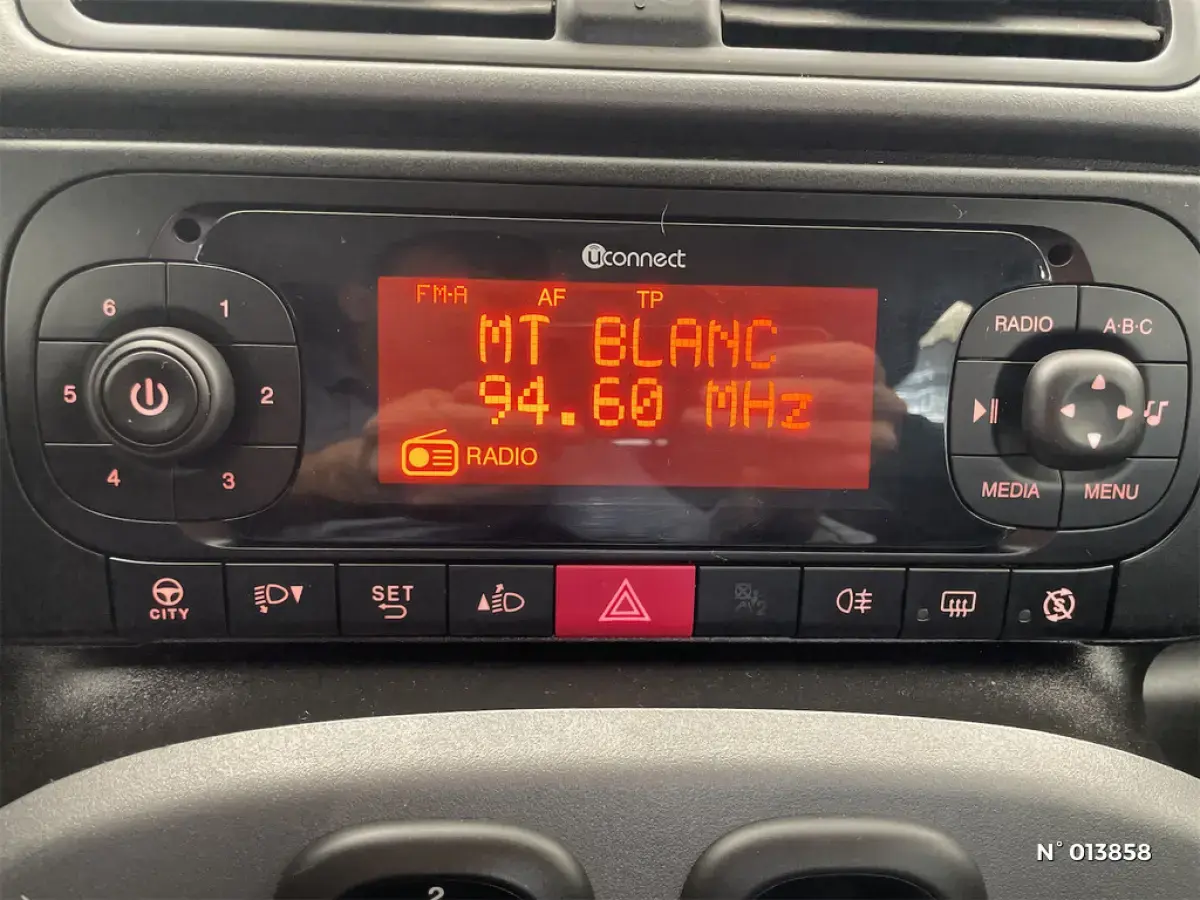 uconnect
FM-A AF TP
MT BLANC
94.60 MHz
RADIO
6 1
5 2
4 3
RADIO A·B·C
MEDIA MENU
CITY
SET
2
N° 013858